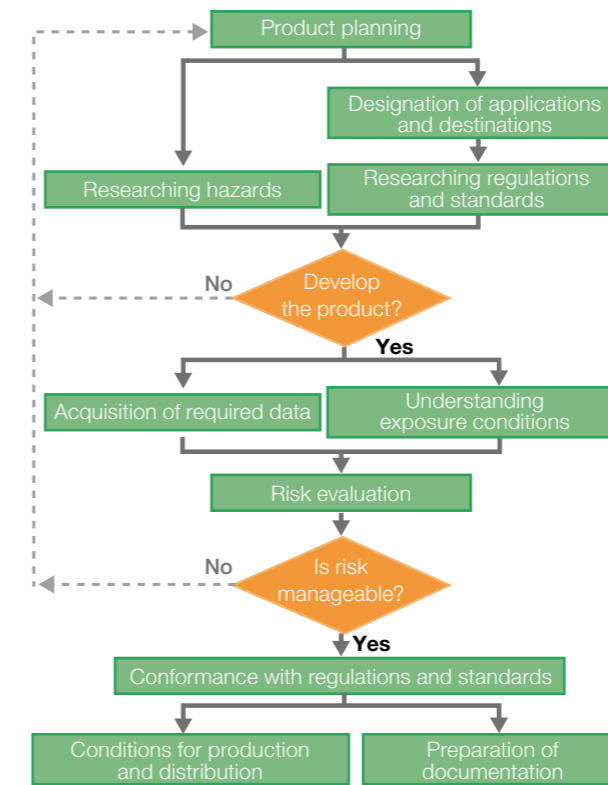 Product planning
Designation of applications
and destinations
Researching hazards
Researching regulations
and standards
Develop
the product?
No
Yes
Acquisition of required data
Understanding
exposure conditions
Risk evaluation
Is risk
manageable?
No
Yes
Conformance with regulations and standards
Conditions for production
and distribution
Preparation of
documentation